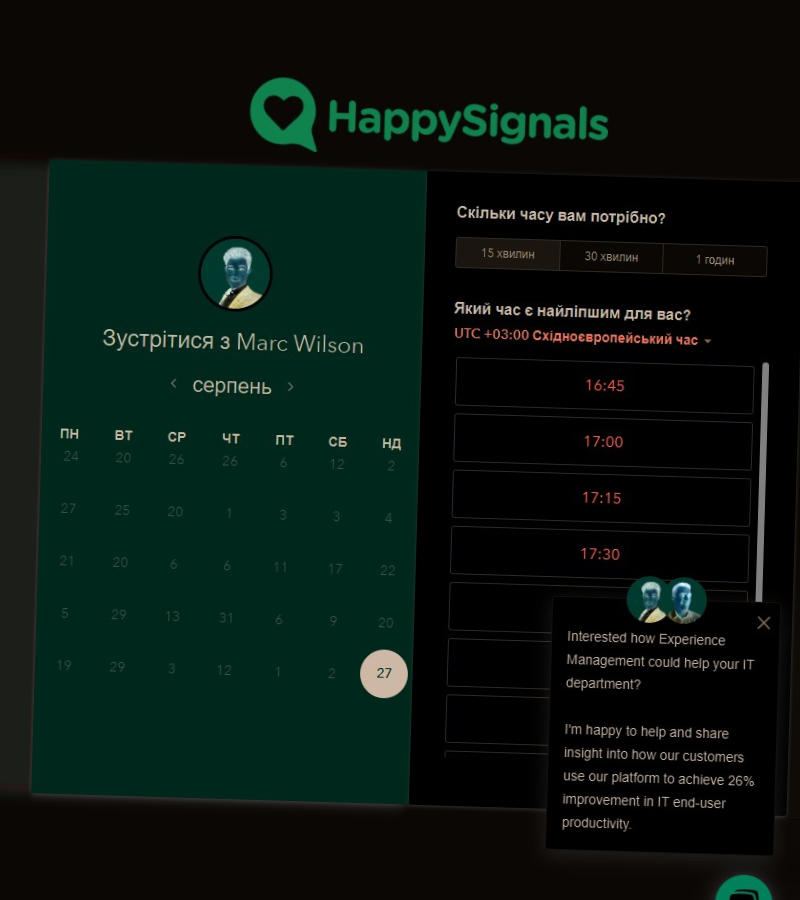 HappySignals
Зустрітися з Marc Wilson
серпень
ПН ВТ СР ЧТ ПТ СБ НД
24 20 26 26 6 12 2
27 25 20 1 3 3 4
21 20 6 6 11 17 22
5 29 13 31 6 9 20
19 29 3 12 1 2 27
Скільки часу вам потрібно?
15 хвилин 30 хвилин 1 годин
Який час є найліпшим для вас?
UTC +03:00 Східноєвропейський час
16:45
17:00
17:15
17:30
Interested how Experience
Management could help your IT
department?
I'm happy to help and share
insight into how our customers
use our platform to achieve 26%
improvement in IT end-user
productivity.